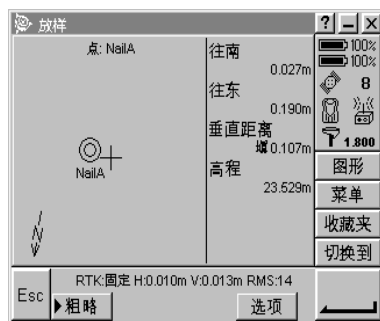 放样
点: NailA
往南
0.027m
往东
0.190m
垂直距离
填0.107m
高程
23.529m
NailA
100%
100%
8
1.800
图形
菜单
收藏夹
切换到
RTK:固定 H:0.010m V:0.013m RMS:14
Esc
粗略
选项